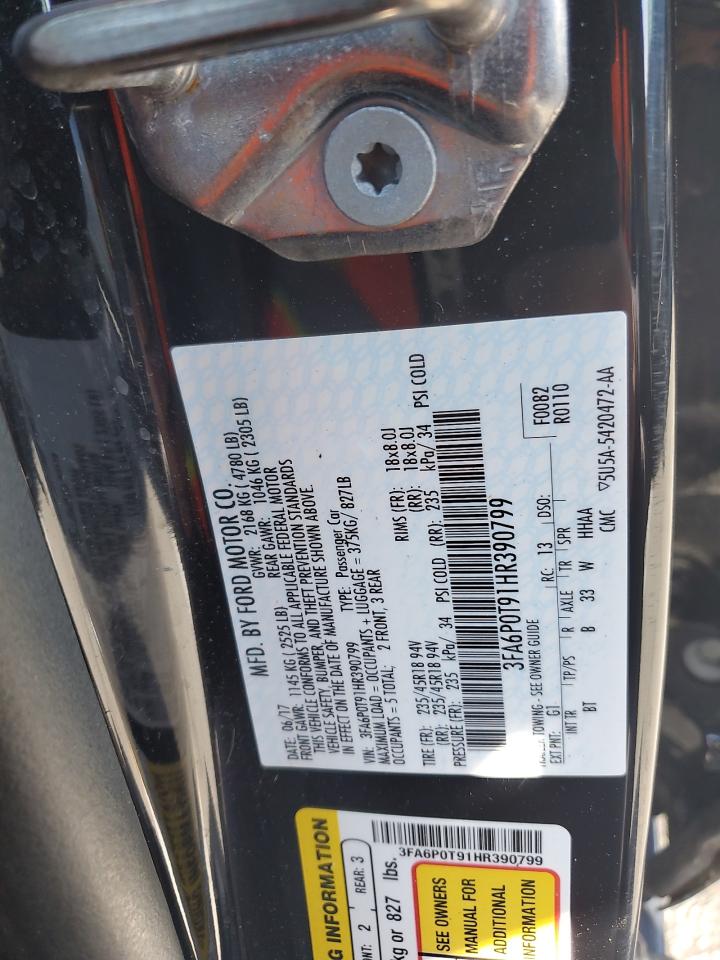 MFD. BY FORD MOTOR CO.
DATE: 06/17 GVWR: 2168 KG ( 4780 LB)
FRONT GAWR: 1145 KG ( 2525 LB) REAR GAWR: 1046 KG ( 2305 LB)
THIS VEHICLE CONFORMS TO ALL APPLICABLE FEDERAL MOTOR
VEHICLE SAFETY, BUMPER, AND THEFT PREVENTION STANDARDS
IN EFFECT ON THE DATE OF MANUFACTURE SHOWN ABOVE.
VIN: 3FA6P0T91HR390799 TYPE: Passenger Car
MAXIMUM LOAD = OCCUPANTS + LUGGAGE = 375KG/ 827LB
OCCUPANTS = 5 TOTAL: 2 FRONT, 3 REAR
TIRE (FR): 235/45R18 94V RIMS (FR): 18x8.0J
(RR): 235/45R18 94V (RR): 18x8.0J
PRESSURE (FR): 235 kPa/ 34 PSI COLD (RR): 235 kPa/ 34 PSI COLD
3FA6P0T91HR390799
TOWING - SEE OWNER GUIDE
F0082
EXT PNT: G1 RC: 13 DSO: R0110
INT TR TP/PS R AXLE TR SPR
BT B 33 W HHAA
CMC ▽5U5A-5420472-AA
INFORMATION
2 REAR: 3
kg or 827 lbs.
3FA6P0T91HR390799
SEE OWNERS
MANUAL FOR
ADDITIONAL
INFORMATION